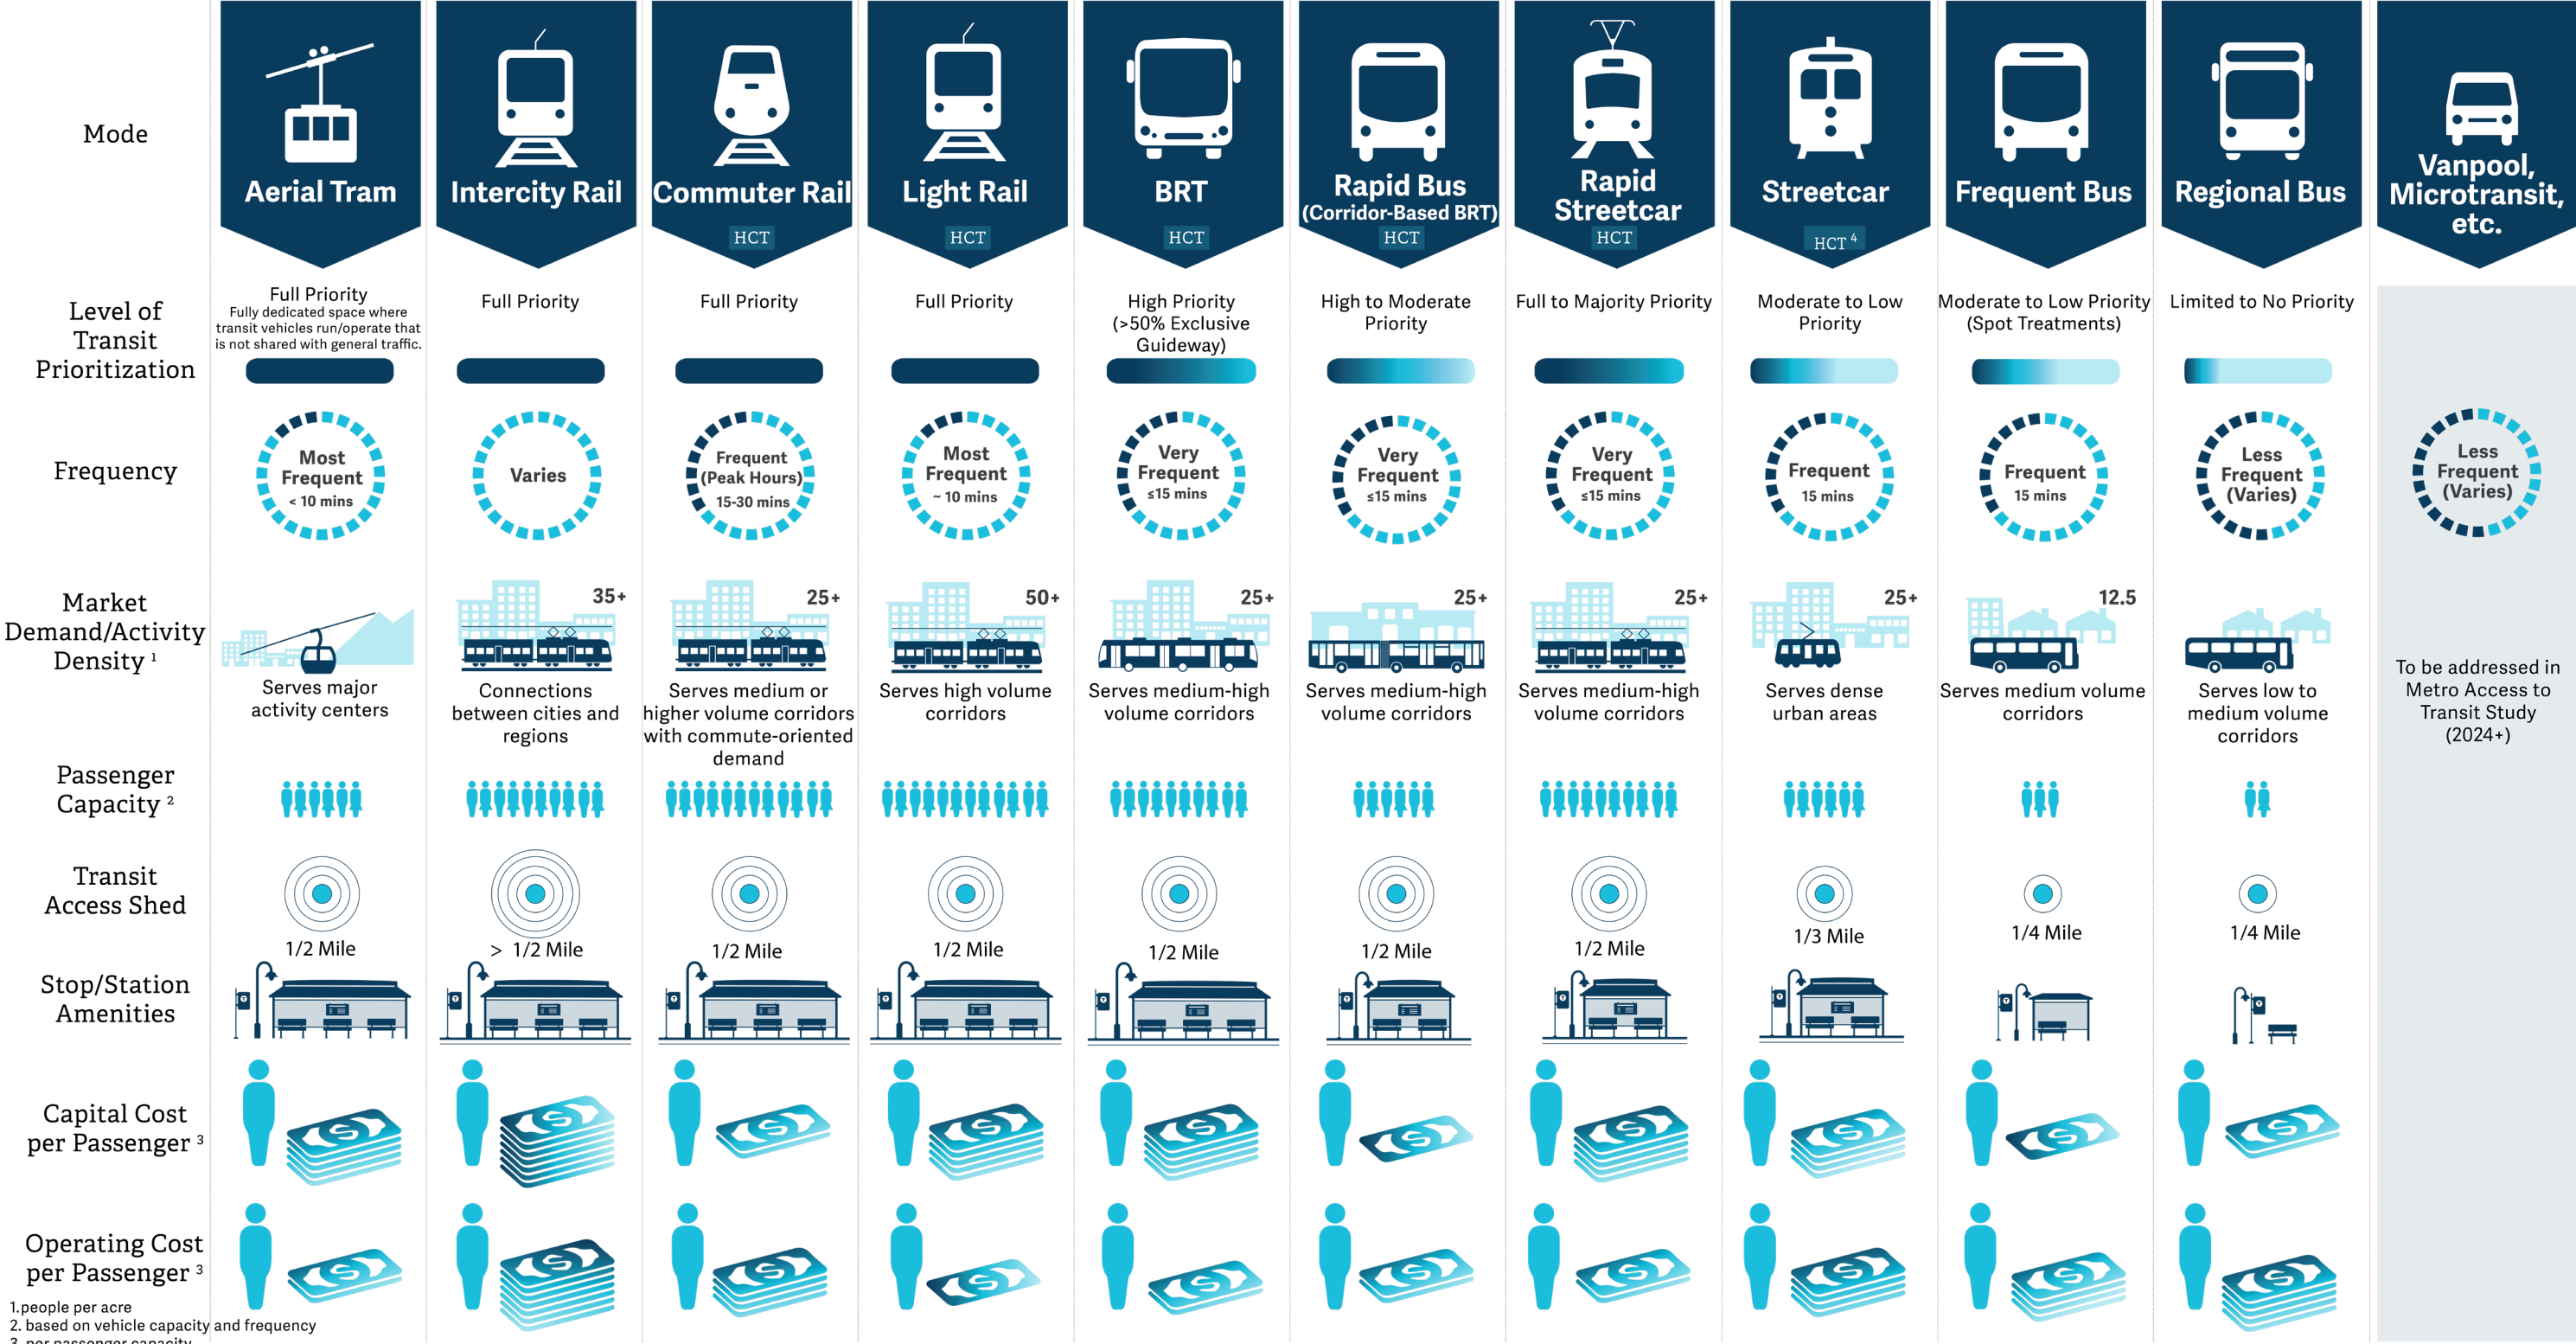 Mode
Aerial Tram
Intercity Rail
Commuter Rail
HCT
Light Rail
HCT
BRT
HCT
Rapid Bus
(Corridor-Based BRT)
HCT
Rapid
Streetcar
HCT
Streetcar
HCT 4
Frequent Bus
Regional Bus
Vanpool,
Microtransit,
etc.
Level of
Transit
Prioritization
Full Priority
Fully dedicated space where
transit vehicles run/operate that
is not shared with general traffic.
Full Priority
Full Priority
Full Priority
High Priority
(>50% Exclusive
Guideway)
High to Moderate
Priority
Full to Majority Priority
Moderate to Low
Priority
Moderate to Low Priority
(Spot Treatments)
Limited to No Priority
Frequency
Most
Frequent
< 10 mins
Varies
Frequent
(Peak Hours)
15-30 mins
Most
Frequent
~ 10 mins
Very
Frequent
≤15 mins
Very
Frequent
≤15 mins
Very
Frequent
≤15 mins
Frequent
15 mins
Frequent
15 mins
Less
Frequent
(Varies)
Less
Frequent
(Varies)
Market
Demand/Activity
Density 1
Serves major
activity centers
35+
Connections
between cities and
regions
25+
Serves medium or
higher volume corridors
with commute-oriented
demand
50+
Serves high volume
corridors
25+
Serves medium-high
volume corridors
25+
Serves medium-high
volume corridors
25+
Serves medium-high
volume corridors
25+
Serves dense
urban areas
12.5
Serves medium volume
corridors
Serves low to
medium volume
corridors
To be addressed in
Metro Access to
Transit Study
(2024+)
Passenger
Capacity 2
Transit
Access Shed
1/2 Mile
> 1/2 Mile
1/2 Mile
1/2 Mile
1/2 Mile
1/2 Mile
1/2 Mile
1/3 Mile
1/4 Mile
1/4 Mile
Stop/Station
Amenities
Capital Cost
per Passenger 3
Operating Cost
per Passenger 3
1.people per acre
2. based on vehicle capacity and frequency
3. per passenger capacity